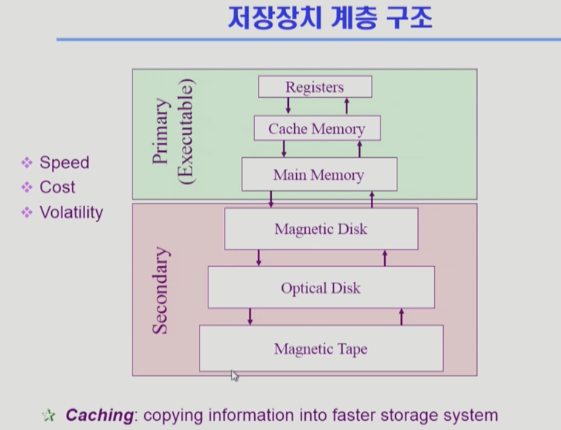 저장장치 계층 구조
Registers
Cache Memory
Main Memory
Primary
(Executable)
Speed
Cost
Volatility
Magnetic Disk
Optical Disk
Magnetic Tape
Secondary
Caching: copying information into faster storage system